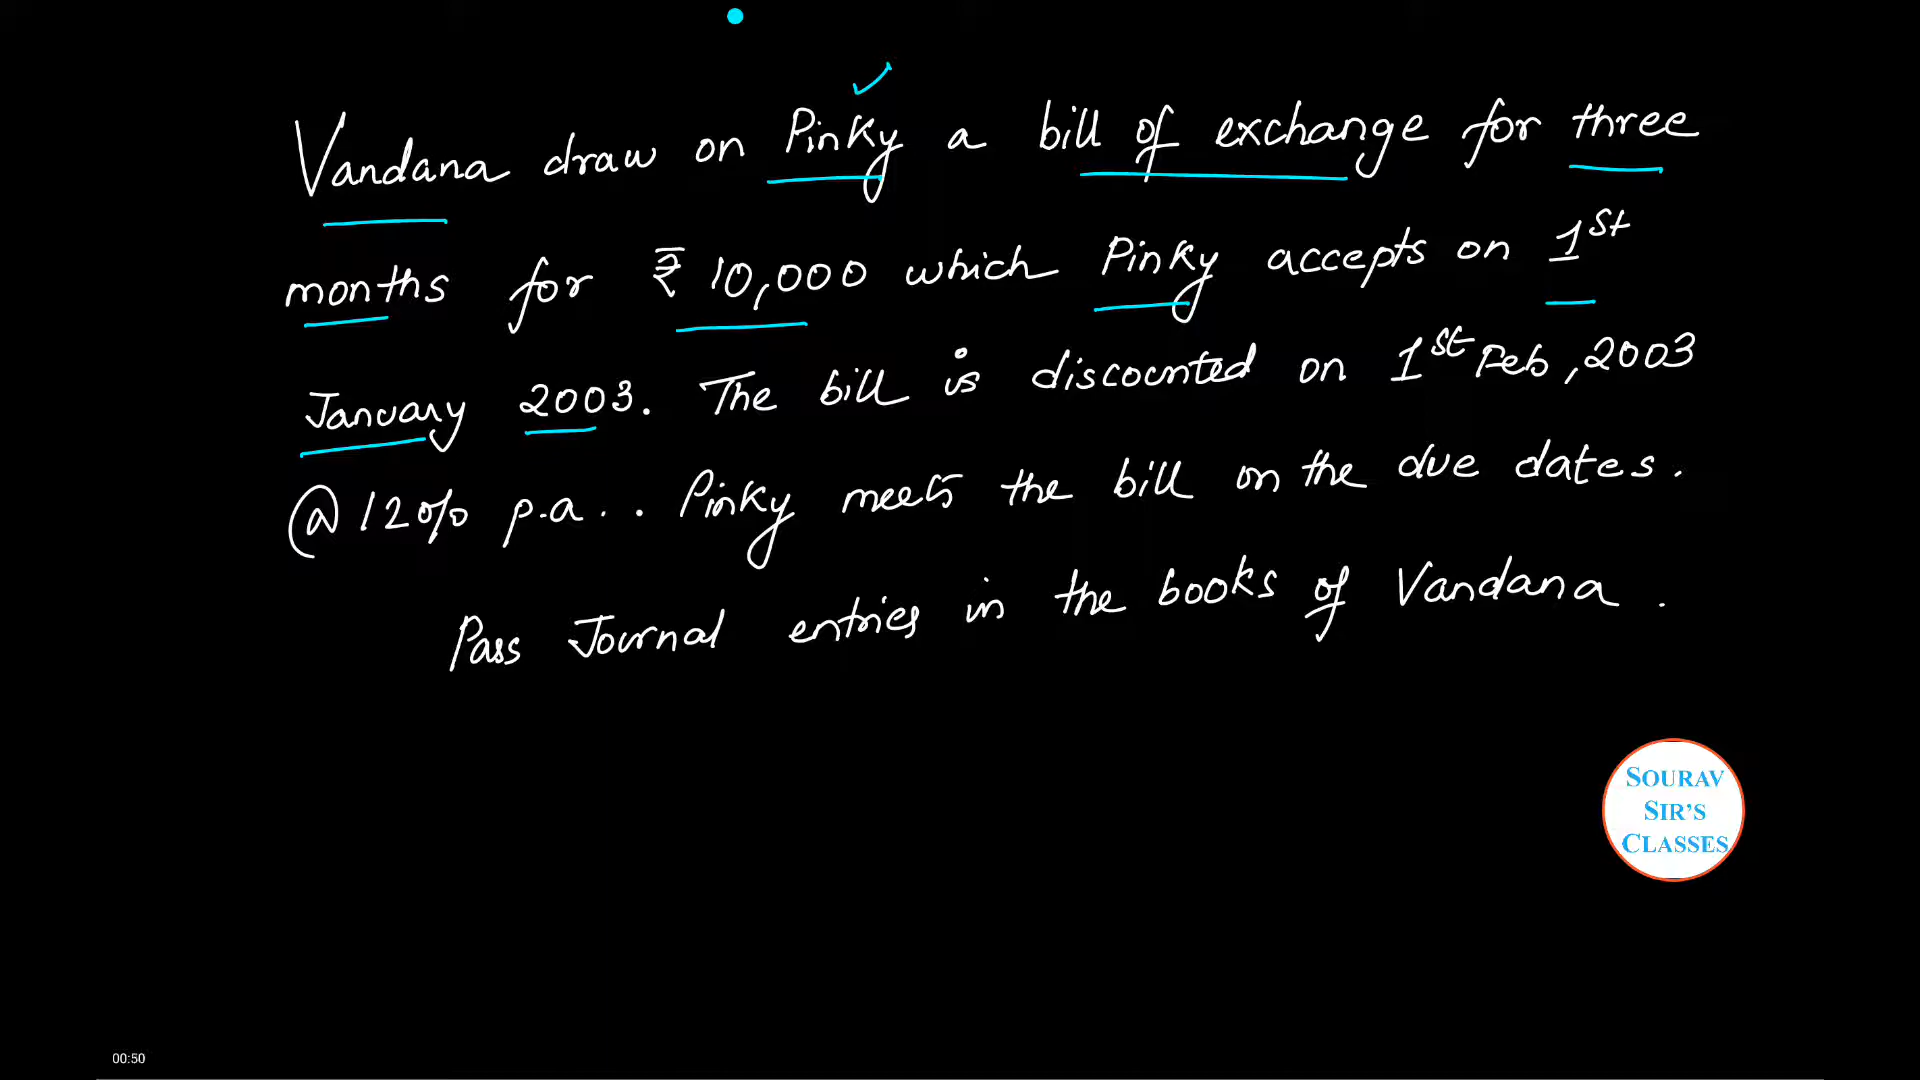 Vandana draw on Pinky a bill of exchange for three
months for ₹ 10,000 which Pinky accepts on 1st
January 2003. The bill is discounted on 1st Feb, 2003
@ 12% p.a.. . Pinky meets the bill on the due dates.
Pass Journal entries in the books of Vandana.
SOURAV
SIR'S
CLASSES
00:50